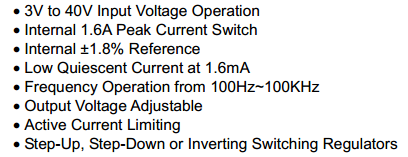 • 3V to 40V Input Voltage Operation
• Internal 1.6A Peak Current Switch
• Internal ±1.8% Reference
• Low Quiescent Current at 1.6mA
• Frequency Operation from 100Hz~100KHz
• Output Voltage Adjustable
• Active Current Limiting
• Step-Up, Step-Down or Inverting Switching Regulators